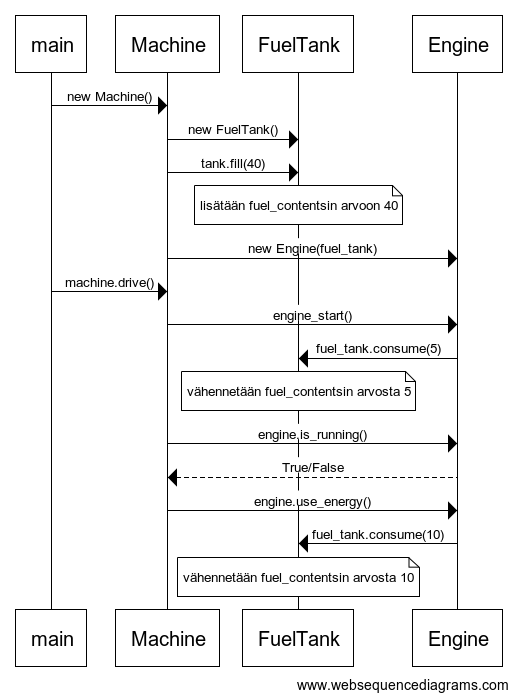 main Machine FuelTank Engine
new Machine()
new FuelTank()
tank.fill(40)
lisätään fuel_contentsin arvoon 40
new Engine(fuel_tank)
machine.drive()
engine_start()
fuel_tank.consume(5)
vähennetään fuel_contentsin arvosta 5
engine.is_running()
True/False
engine.use_energy()
fuel_tank.consume(10)
vähennetään fuel_contentsin arvosta 10
main Machine FuelTank Engine
www.websequencediagrams.com